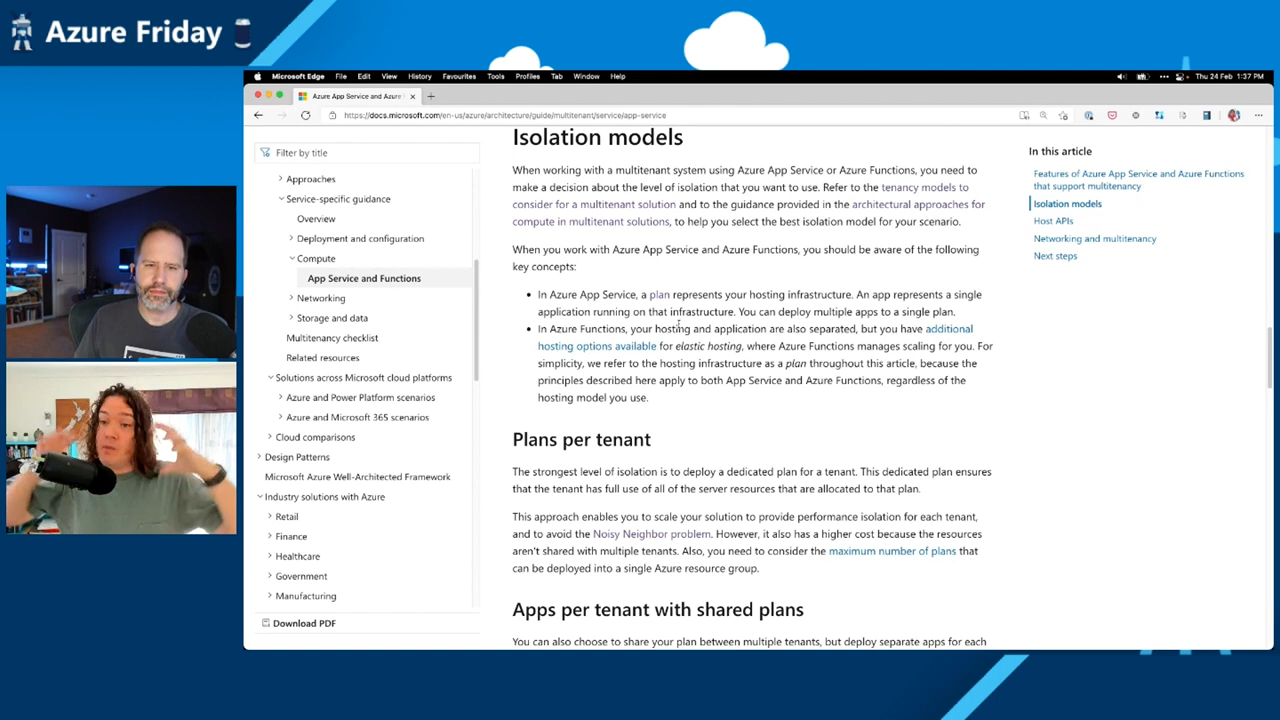 Azure Friday
Microsoft Edge File Edit View History Favourites Tools Profiles Tab Window Help
Thu 24 Feb 1:37 PM
Azure App Service and Azure
https://docs.microsoft.com/en-us/azure/architecture/guide/multitenant/service/app-service
Filter by title
Approaches
Service-specific guidance
Overview
Deployment and configuration
Compute
App Service and Functions
Networking
Storage and data
Multitenancy checklist
Related resources
Solutions across Microsoft cloud platforms
Azure and Power Platform scenarios
Azure and Microsoft 365 scenarios
Cloud comparisons
Design Patterns
Microsoft Azure Well-Architected Framework
Industry solutions with Azure
Retail
Finance
Healthcare
Government
Manufacturing
Download PDF
Isolation models
When working with a multitenant system using Azure App Service or Azure Functions, you need to
make a decision about the level of isolation that you want to use. Refer to the tenancy models to
consider for a multitenant solution and to the guidance provided in the architectural approaches for
compute in multitenant solutions, to help you select the best isolation model for your scenario.
When you work with Azure App Service and Azure Functions, you should be aware of the following
key concepts:
• In Azure App Service, a plan represents your hosting infrastructure. An app represents a single
application running on that infrastructure. You can deploy multiple apps to a single plan.
• In Azure Functions, your hosting and application are also separated, but you have additional
hosting options available for elastic hosting, where Azure Functions manages scaling for you. For
simplicity, we refer to the hosting infrastructure as a plan throughout this article, because the
principles described here apply to both App Service and Azure Functions, regardless of the
hosting model you use.
Plans per tenant
The strongest level of isolation is to deploy a dedicated plan for a tenant. This dedicated plan ensures
that the tenant has full use of all of the server resources that are allocated to that plan.
This approach enables you to scale your solution to provide performance isolation for each tenant,
and to avoid the Noisy Neighbor problem. However, it also has a higher cost because the resources
aren't shared with multiple tenants. Also, you need to consider the maximum number of plans that
can be deployed into a single Azure resource group.
Apps per tenant with shared plans
You can also choose to share your plan between multiple tenants, but deploy separate apps for each
In this article
Features of Azure App Service and Azure Functions
that support multitenancy
Isolation models
Host APIs
Networking and multitenancy
Next steps